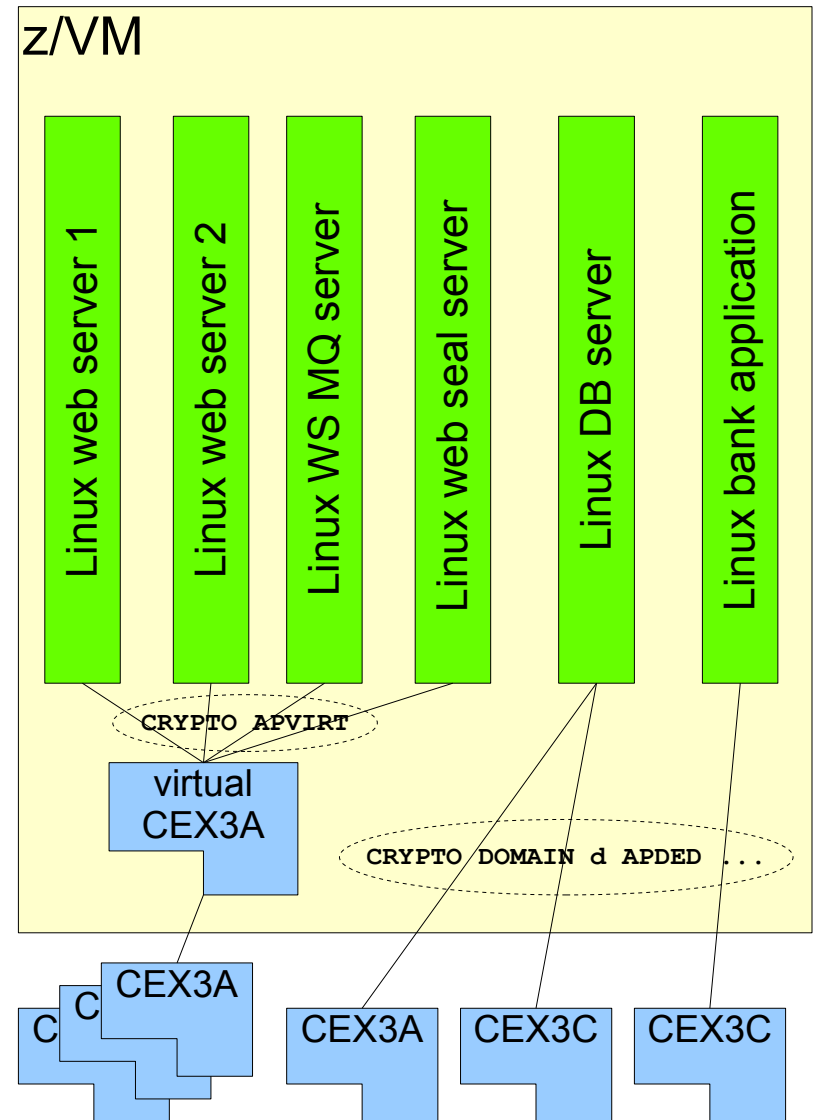 z/VM
Linux web server 1
Linux web server 2
Linux WS MQ server
Linux web seal server
Linux DB server
Linux bank application
CRYPTO APVIRT
virtual
CEX3A
CRYPTO DOMAIN d APDED ...
C
C
CEX3A
CEX3A
CEX3C
CEX3C